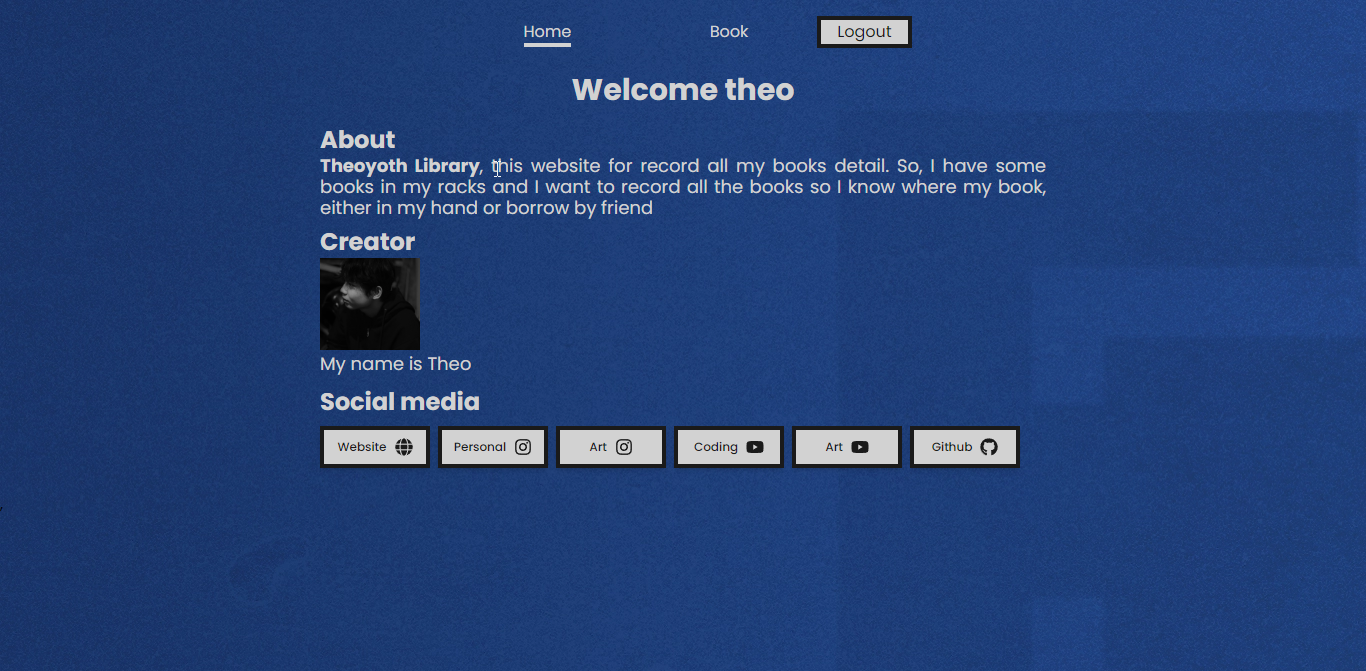 Home Book Logout
Welcome theo
About
Theoyoth Library, this website for record all my books detail. So, I have some
books in my racks and I want to record all the books so I know where my book,
either in my hand or borrow by friend
Creator
My name is Theo
Social media
Website Personal Art Coding Art Github